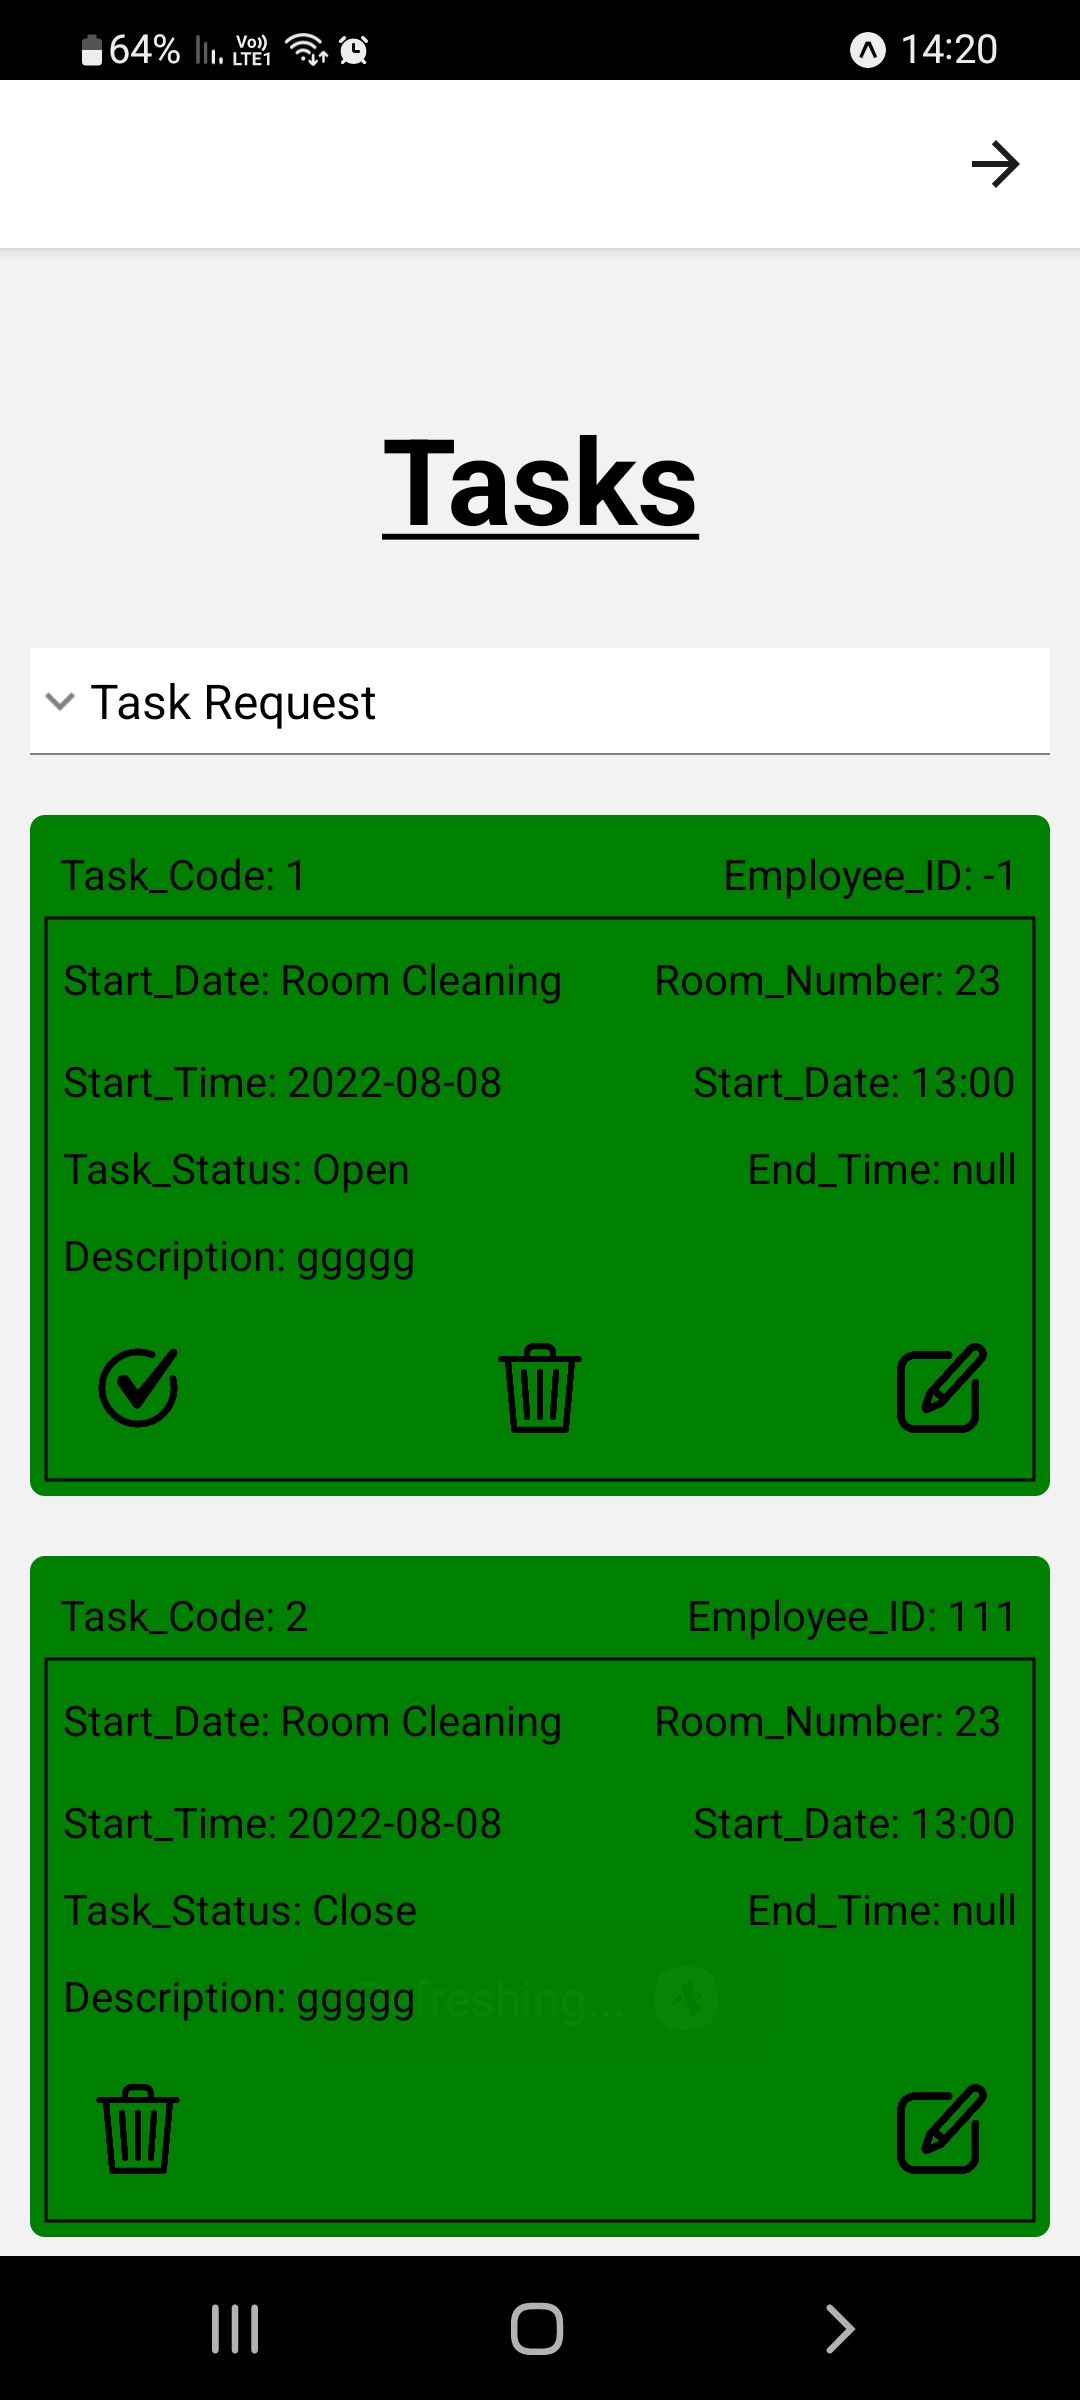 64% Vo)) LTE1 14:20
Tasks
Task Request
Task_Code: 1 Employee_ID: -1
Start_Date: Room Cleaning Room_Number: 23
Start_Time: 2022-08-08 Start_Date: 13:00
Task_Status: Open End_Time: null
Description: ggggg
Task_Code: 2 Employee_ID: 111
Start_Date: Room Cleaning Room_Number: 23
Start_Time: 2022-08-08 Start_Date: 13:00
Task_Status: Close End_Time: null
Description: ggggg freshing...